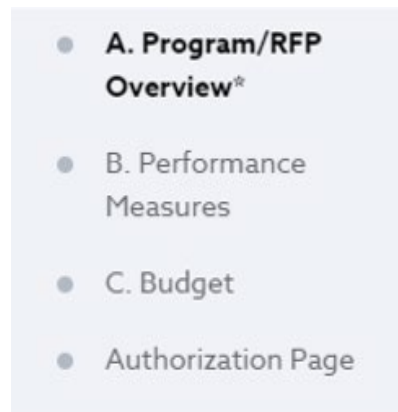 A. Program/RFP
Overview*
B. Performance
Measures
C. Budget
Authorization Page